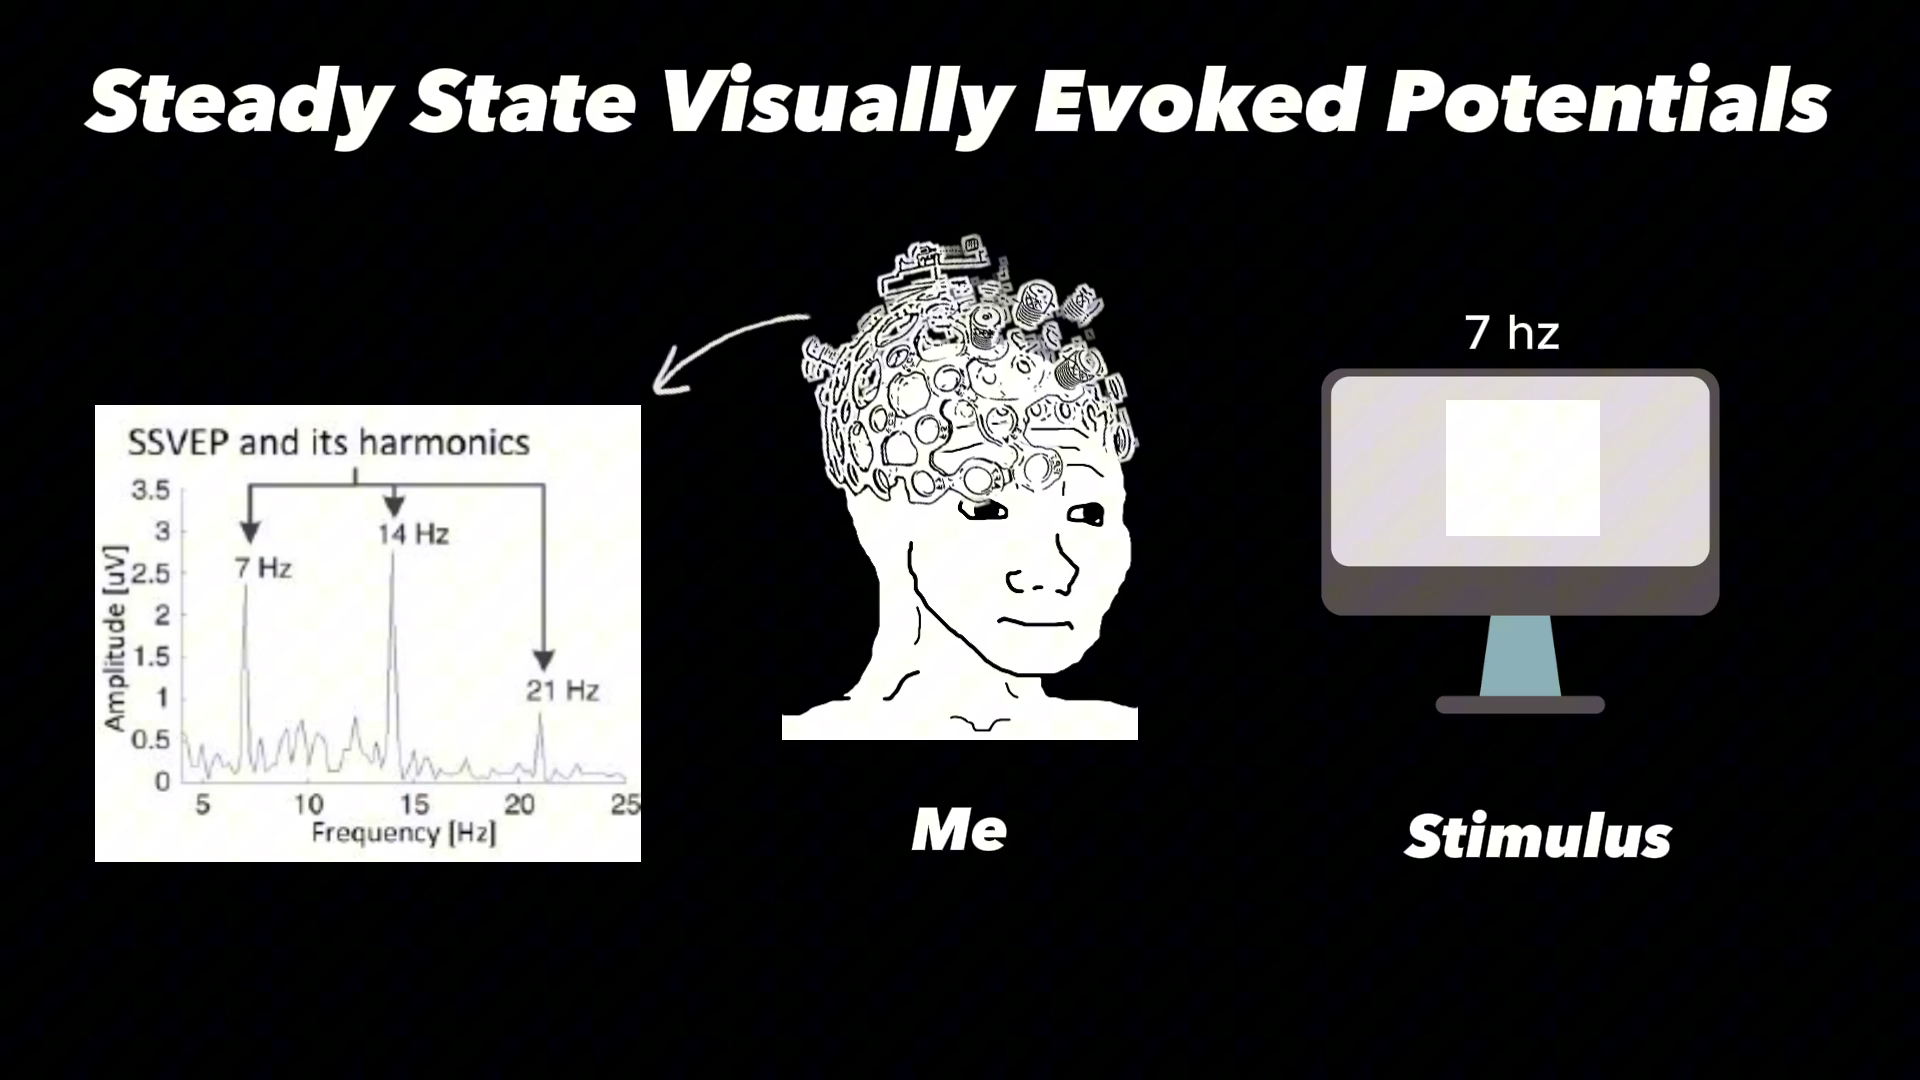 Steady State Visually Evoked Potentials
SSVEP and its harmonics
3.5
3
2.5
2
1.5
1
0.5
0
Amplitude [uV]
7 Hz
14 Hz
21 Hz
5 10 15 20 25
Frequency [Hz]
Me
7 hz
Stimulus